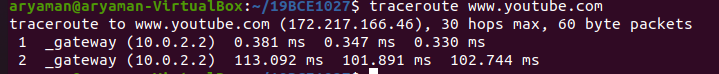 aryaman@aryaman-VirtualBox:~/19BCE1027$ traceroute www.youtube.com
traceroute to www.youtube.com (172.217.166.46), 30 hops max, 60 byte packets
 1  _gateway (10.0.2.2)  0.381 ms  0.347 ms  0.330 ms
 2  _gateway (10.0.2.2)  113.092 ms  101.891 ms  102.744 ms